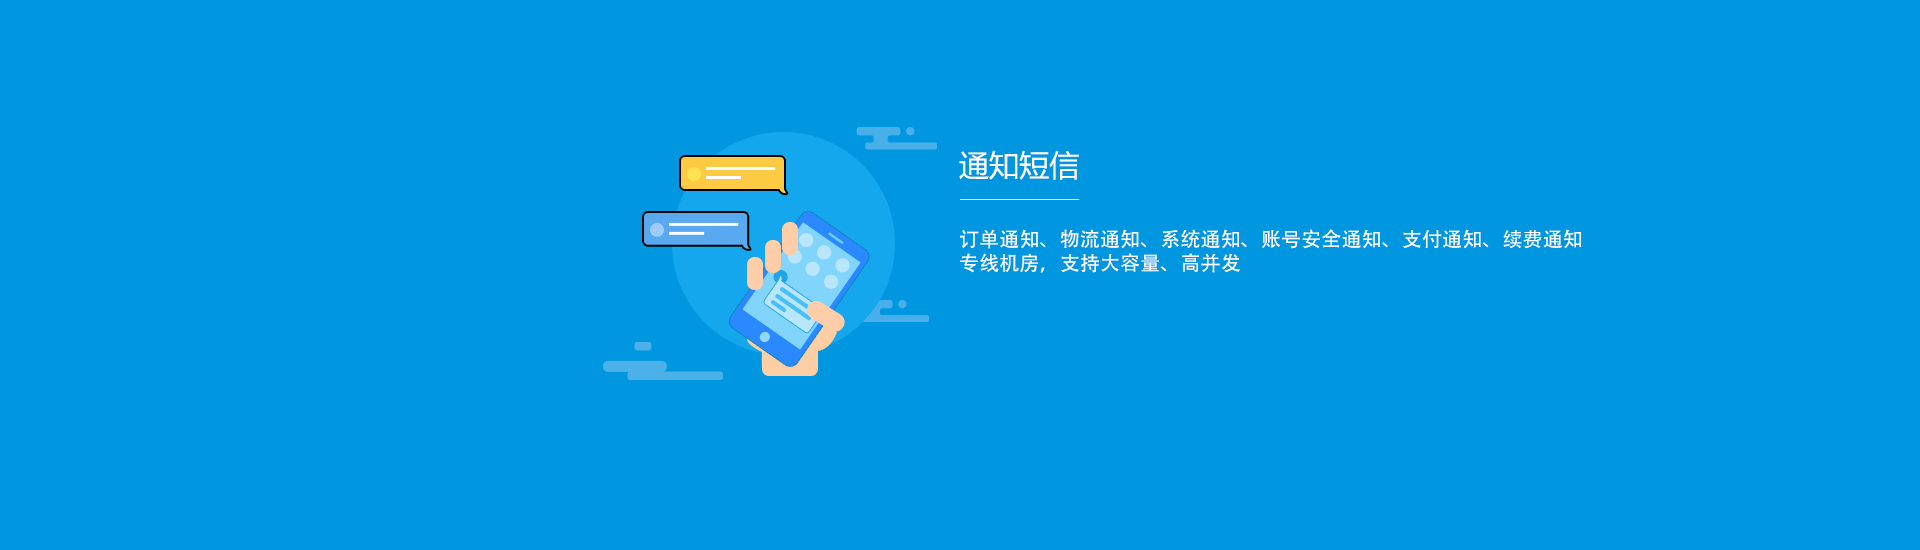 通知短信
订单通知、物流通知、系统通知、账号安全通知、支付通知、续费通知
专线机房，支持大容量、高并发